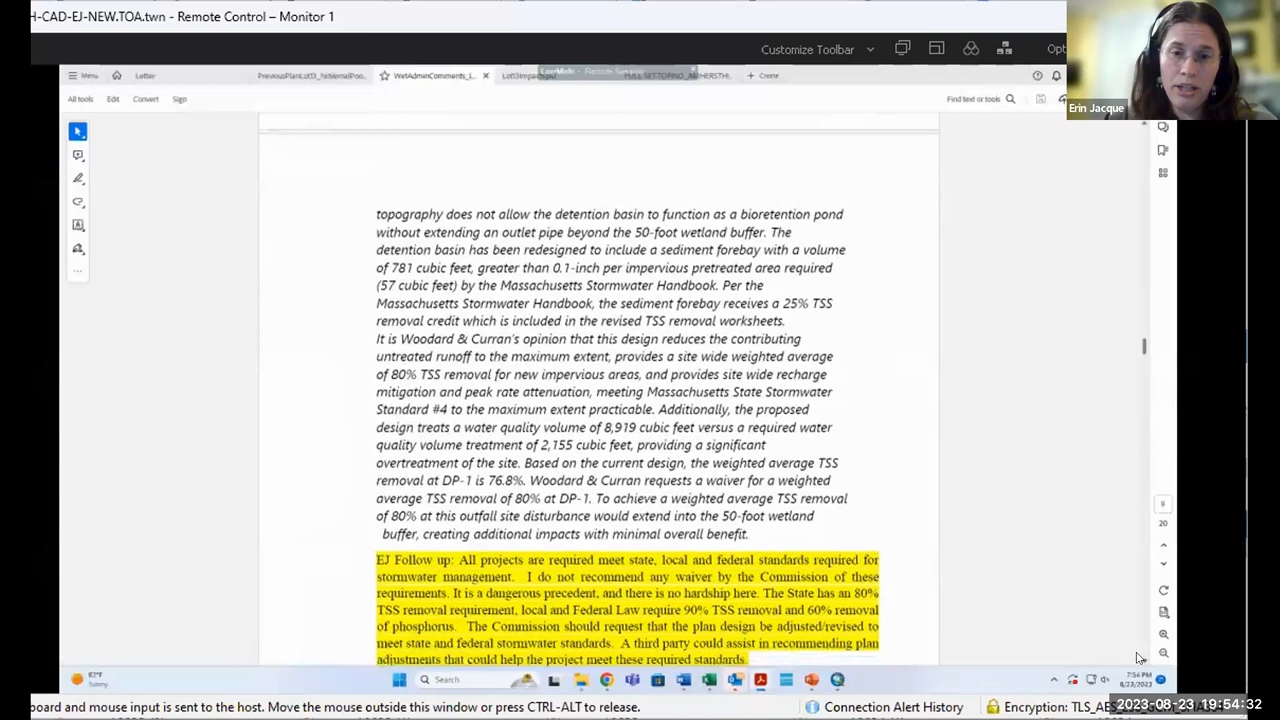 H-CAD-EJ-NEW.TOA.twn - Remote Control – Monitor 1
Customize Toolbar
Erin Jacque
Menu
Letter
PreviousPlanLot13_NoVernalPoo...
WetAdminComments_L...
Create
All tools Edit Convert Sign
Find text or tools
topography does not allow the detention basin to function as a bioretention pond
without extending an outlet pipe beyond the 50-foot wetland buffer. The
detention basin has been redesigned to include a sediment forebay with a volume
of 781 cubic feet, greater than 0.1-inch per impervious pretreated area required
(57 cubic feet) by the Massachusetts Stormwater Handbook. Per the
Massachusetts Stormwater Handbook, the sediment forebay receives a 25% TSS
removal credit which is included in the revised TSS removal worksheets.
It is Woodard & Curran's opinion that this design reduces the contributing
untreated runoff to the maximum extent, provides a site wide weighted average
of 80% TSS removal for new impervious areas, and provides site wide recharge
mitigation and peak rate attenuation, meeting Massachusetts State Stormwater
Standard #4 to the maximum extent practicable. Additionally, the proposed
design treats a water quality volume of 8,919 cubic feet versus a required water
quality volume treatment of 2,155 cubic feet, providing a significant
overtreatment of the site. Based on the current design, the weighted average TSS
removal at DP-1 is 76.8%. Woodard & Curran requests a waiver for a weighted
average TSS removal of 80% at DP-1. To achieve a weighted average TSS removal
of 80% at this outfall site disturbance would extend into the 50-foot wetland
buffer, creating additional impacts with minimal overall benefit.
EJ Follow up: All projects are required meet state, local and federal standards required for
stormwater management. I do not recommend any waiver by the Commission of these
requirements. It is a dangerous precedent, and there is no hardship here. The State has an 80%
TSS removal requirement, local and Federal Law require 90% TSS removal and 60% removal
of phosphorus. The Commission should request that the plan design be adjusted/revised to
meet state and federal stormwater standards. A third party could assist in recommending plan
adjustments that could help the project meet these required standards.
9
20
Sunny
Search
7:54 PM
8/23/2023
board and mouse input is sent to the host. Move the mouse outside this window or press CTRL-ALT to release.
Connection Alert History
Encryption: TLS_AES
2023-08-23 19:54:32